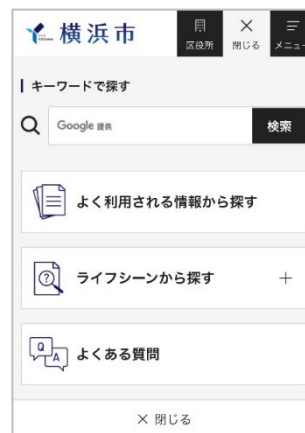 横浜市
区役所
閉じる
メニュー
キーワードで探す
Google 提供
検索
よく利用される情報から探す
ライフシーンから探す
Q
A
よくある質問
× 閉じる